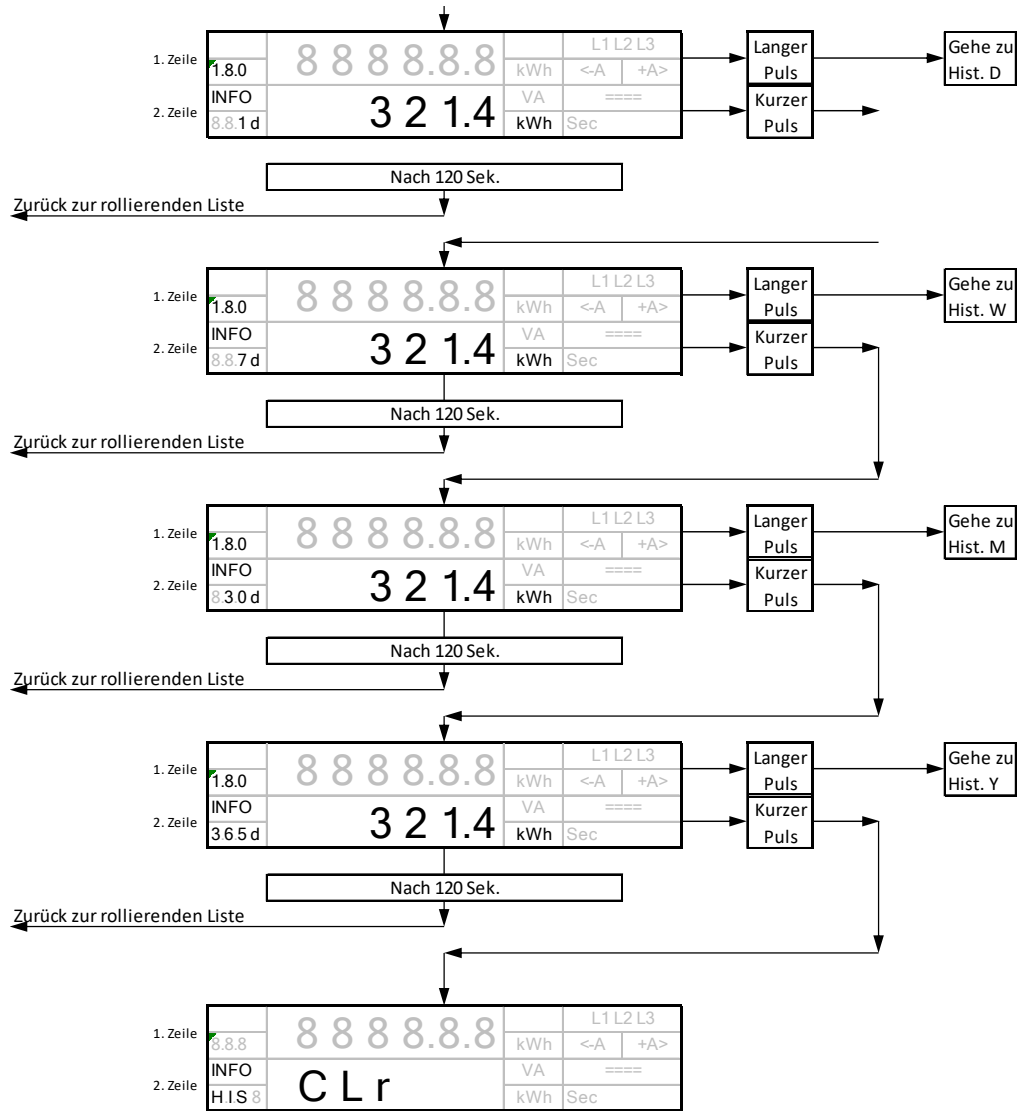 L1 L2 L3
1. Zeile 1.8.0 8 8 8 8.8.8 kWh <-A +A> Langer Puls Gehe zu Hist. D
INFO VA ====
2. Zeile 8.8.1 d 3 2 1.4 kWh Sec Kurzer Puls
Nach 120 Sek.
Zurück zur rollierenden Liste
L1 L2 L3
1. Zeile 1.8.0 8 8 8 8.8.8 kWh <-A +A> Langer Puls Gehe zu Hist. W
INFO VA ====
2. Zeile 8.8.7 d 3 2 1.4 kWh Sec Kurzer Puls
Nach 120 Sek.
Zurück zur rollierenden Liste
L1 L2 L3
1. Zeile 1.8.0 8 8 8 8.8.8 kWh <-A +A> Langer Puls Gehe zu Hist. M
INFO VA ====
2. Zeile 8.3.0 d 3 2 1.4 kWh Sec Kurzer Puls
Nach 120 Sek.
Zurück zur rollierenden Liste
L1 L2 L3
1. Zeile 1.8.0 8 8 8 8.8.8 kWh <-A +A> Langer Puls Gehe zu Hist. Y
INFO VA ====
2. Zeile 3.6.5 d 3 2 1.4 kWh Sec Kurzer Puls
Nach 120 Sek.
Zurück zur rollierenden Liste
L1 L2 L3
1. Zeile 8.8.8 8 8 8 8.8.8 kWh <-A +A>
INFO VA ====
2. Zeile H.I.S 8 C L r kWh Sec